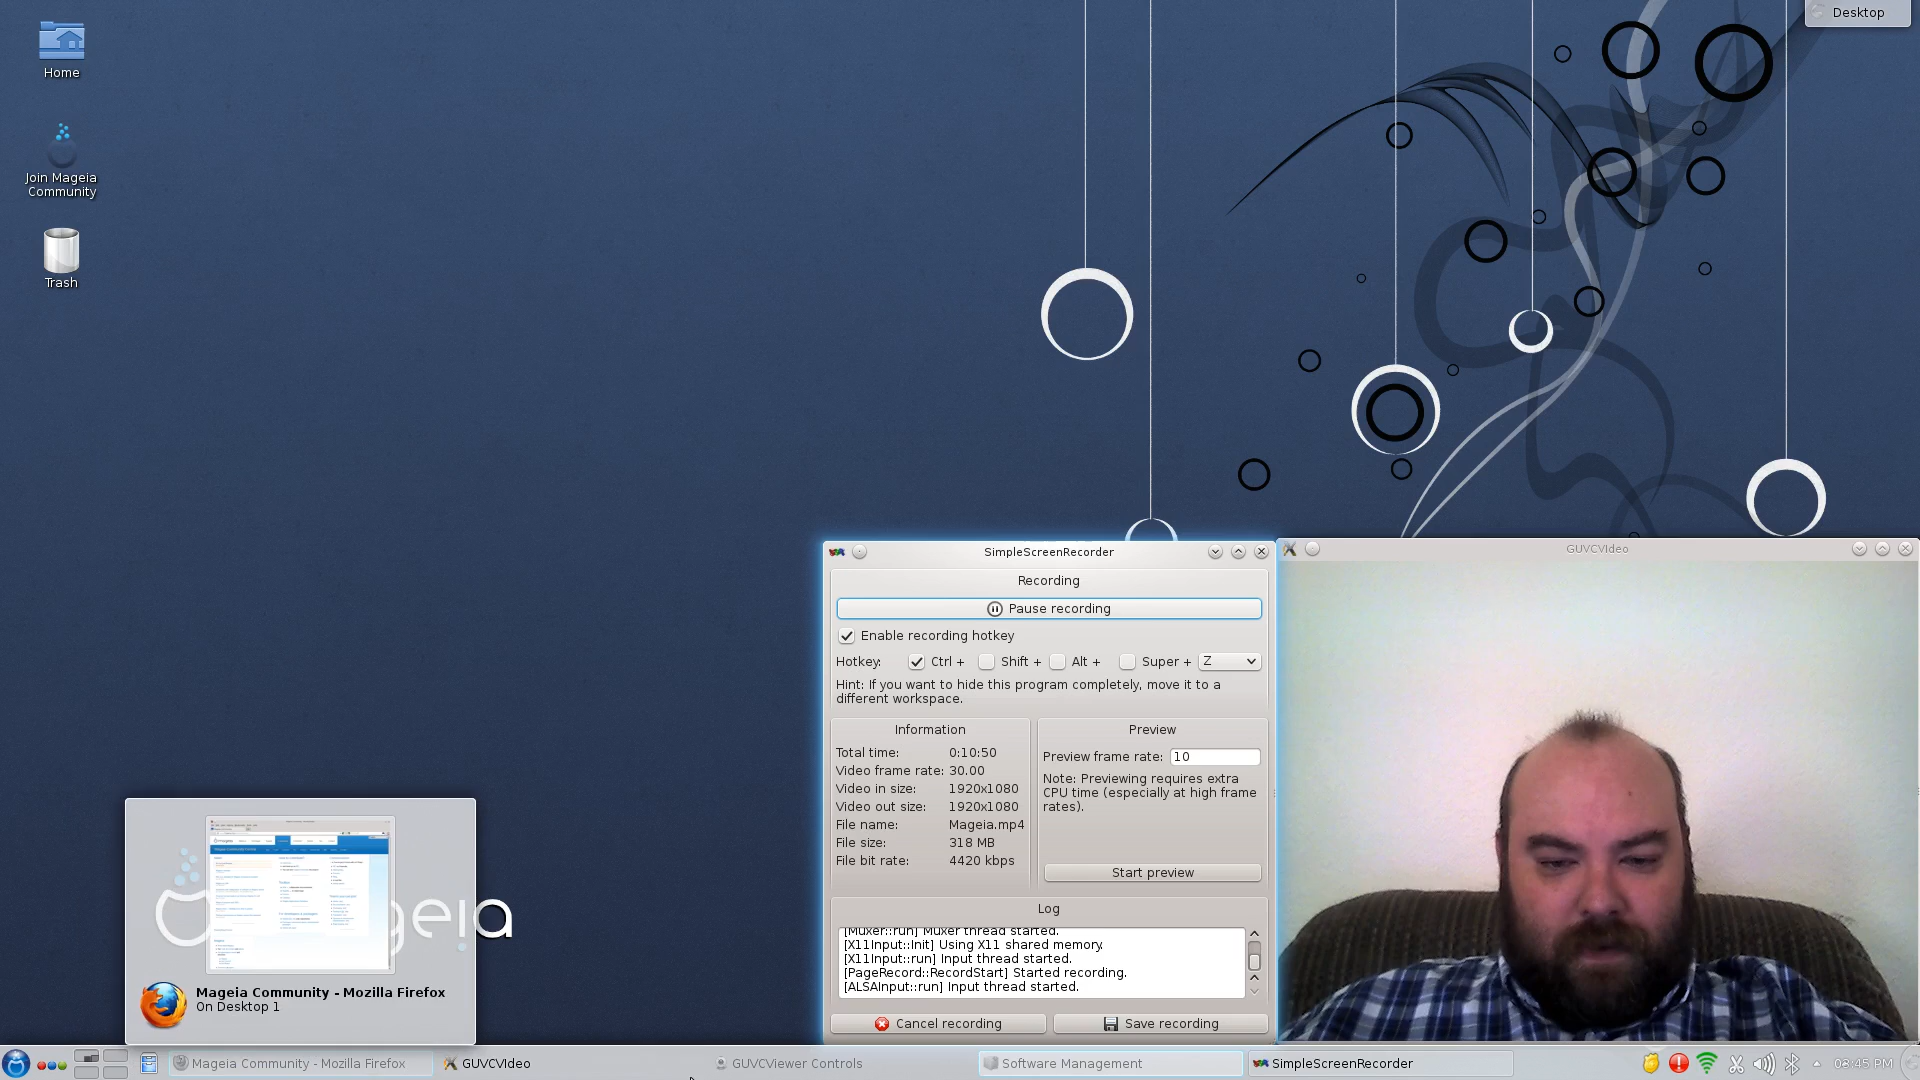 Desktop
Home
Join Mageia
Community
Trash
SimpleScreenRecorder
GUVCVIdeo
Recording
Pause recording
Enable recording hotkey
Hotkey: Ctrl + Shift + Alt + Super + Z
Hint: If you want to hide this program completely, move it to a
different workspace.
Information
Total time: 0:10:50
Video frame rate: 30.00
Video in size: 1920x1080
Video out size: 1920x1080
File name: Mageia.mp4
File size: 318 MB
File bit rate: 4420 kbps
Preview
Preview frame rate: 10
Note: Previewing requires extra
CPU time (especially at high frame
rates).
Start preview
Log
[Muxer::run] Muxer thread started.
[X11Input::Init] Using X11 shared memory.
[X11Input::run] Input thread started.
[PageRecord::RecordStart] Started recording.
[ALSAInput::run] Input thread started.
Cancel recording
Save recording
geia
Mageia Community - Mozilla Firefox
On Desktop 1
Mageia Community - Mozilla Firefox
GUVCVIdeo
GUVCViewer Controls
Software Management
SimpleScreenRecorder
08:45 PM